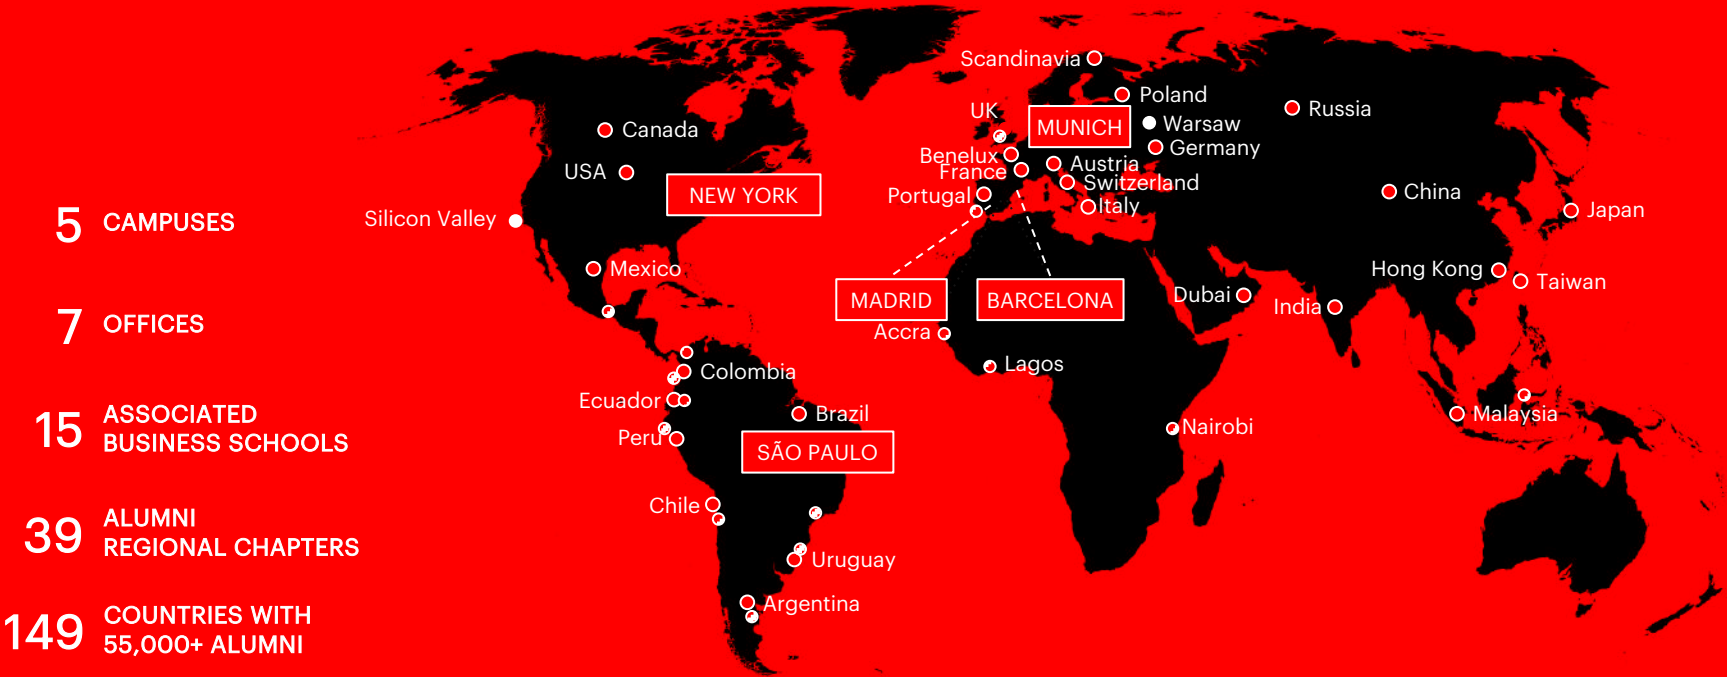 5 CAMPUSES
7 OFFICES
15 ASSOCIATED
BUSINESS SCHOOLS
39 ALUMNI
REGIONAL CHAPTERS
149 COUNTRIES WITH
55,000+ ALUMNI
Canada
USA
NEW YORK
Silicon Valley
Mexico
Colombia
Ecuador
Brazil
Peru
SÃO PAULO
Chile
Uruguay
Argentina
Scandinavia
Poland
UK
MUNICH
Warsaw
Germany
Benelux
France
Austria
Switzerland
Portugal
Italy
MADRID
BARCELONA
Accra
Lagos
Nairobi
Dubai
Russia
China
Japan
Hong Kong
Taiwan
India
Malaysia